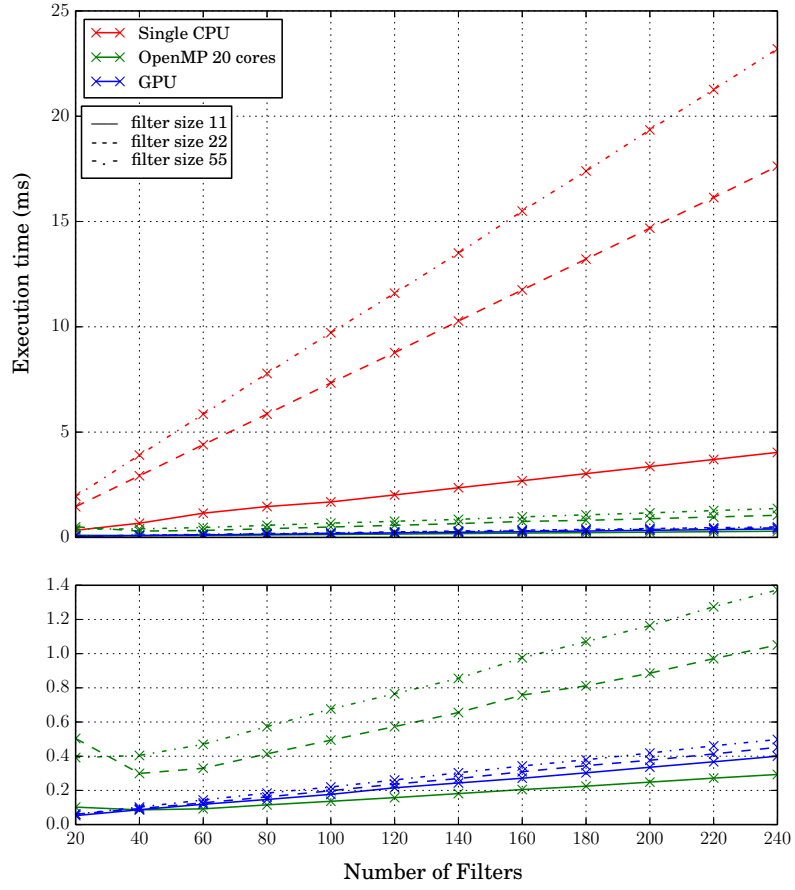 25
20
15
10
5
0
Execution time (ms)
Single CPU
OpenMP 20 cores
GPU
filter size 11
filter size 22
filter size 55
1.4
1.2
1.0
0.8
0.6
0.4
0.2
0.0
20 40 60 80 100 120 140 160 180 200 220 240
Number of Filters